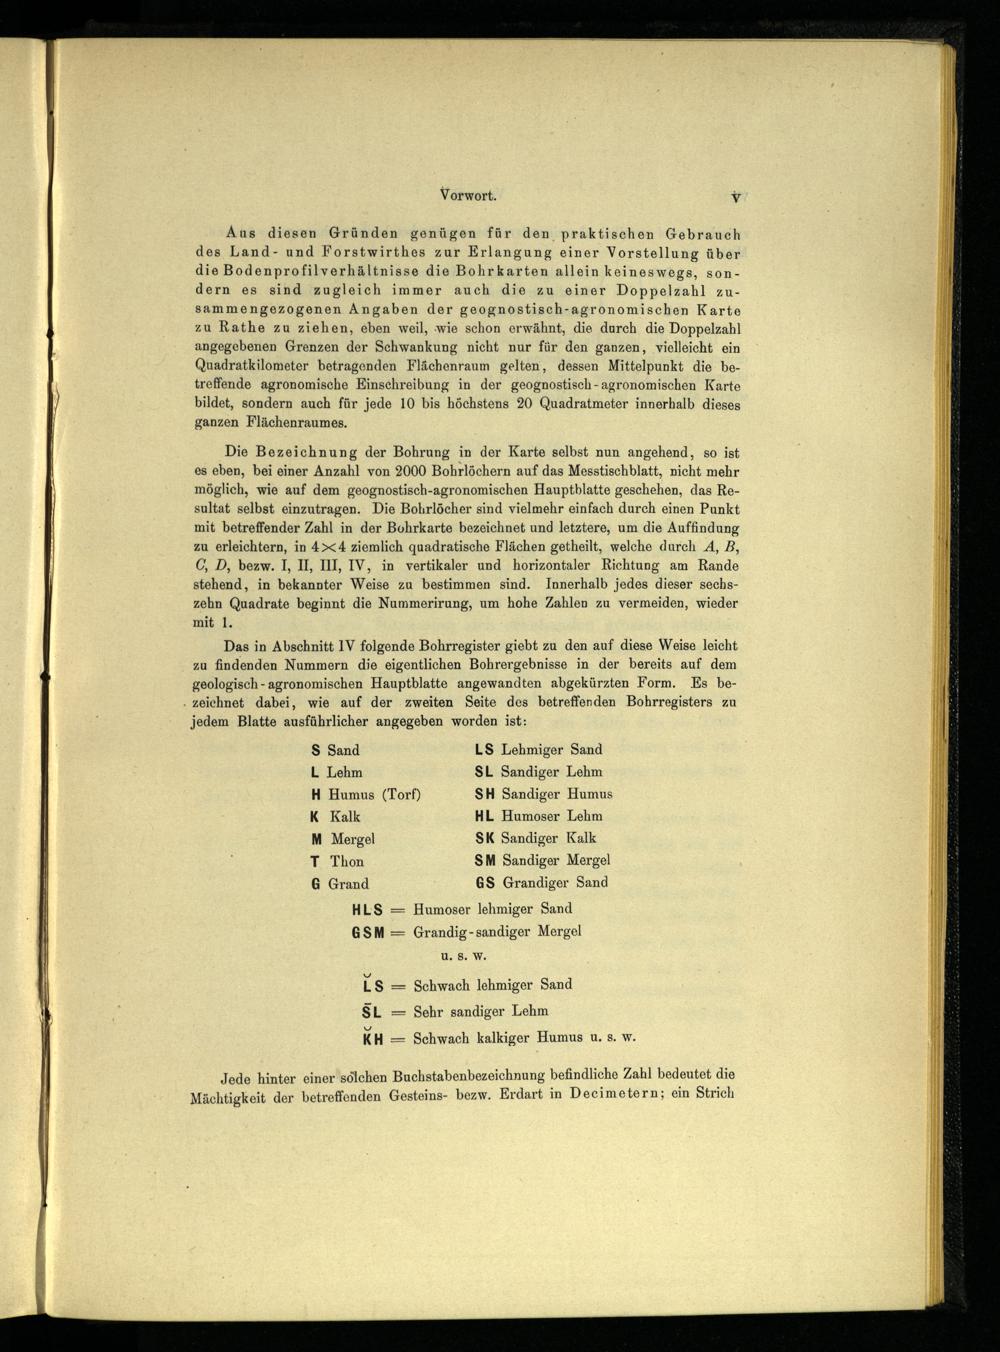 Vorwort. V
Aus diesen Gründen genügen für den praktischen Gebrauch
des Land- und Forstwirthes zur Erlangung einer Vorstellung über
die Bodenprofilverhältnisse die Bohrkarten allein keineswegs, son-
dern es sind zugleich immer auch die zu einer Doppelzahl zu-
sammengezogenen Angaben der geognostisch-agronomischen Karte
zu Rathe zu ziehen, eben weil, wie schon erwähnt, die durch die Doppelzahl
angegebenen Grenzen der Schwankung nicht nur für den ganzen, vielleicht ein
Quadratkilometer betragenden Flächenraum gelten, dessen Mittelpunkt die be-
treffende agronomische Einschreibung in der geognostisch-agronomischen Karte
bildet, sondern auch für jede 10 bis höchstens 20 Quadratmeter innerhalb dieses
ganzen Flächenraumes.
Die Bezeichnung der Bohrung in der Karte selbst nun angehend, so ist
es eben, bei einer Anzahl von 2000 Bohrlöchern auf das Messtischblatt, nicht mehr
möglich, wie auf dem geognostisch-agronomischen Hauptblatte geschehen, das Re-
sultat selbst einzutragen. Die Bohrlöcher sind vielmehr einfach durch einen Punkt
mit betreffender Zahl in der Bohrkarte bezeichnet und letztere, um die Auffindung
zu erleichtern, in 4×4 ziemlich quadratische Flächen getheilt, welche durch A, B,
C, D, bezw. I, II, III, IV, in vertikaler und horizontaler Richtung am Rande
stehend, in bekannter Weise zu bestimmen sind. Innerhalb jedes dieser sechs-
zehn Quadrate beginnt die Nummerirung, um hohe Zahlen zu vermeiden, wieder
mit 1.
Das in Abschnitt IV folgende Bohrregister giebt zu den auf diese Weise leicht
zu findenden Nummern die eigentlichen Bohrergebnisse in der bereits auf dem
geologisch-agronomischen Hauptblatte angewandten abgekürzten Form. Es be-
zeichnet dabei, wie auf der zweiten Seite des betreffenden Bohrregisters zu
jedem Blatte ausführlicher angegeben worden ist:
S Sand LS Lehmiger Sand
L Lehm SL Sandiger Lehm
H Humus (Torf) SH Sandiger Humus
K Kalk HL Humoser Lehm
M Mergel SK Sandiger Kalk
T Thon SM Sandiger Mergel
G Grand GS Grandiger Sand
HLS = Humoser lehmiger Sand
GSM = Grandig-sandiger Mergel
u. s. w.
L̆S = Schwach lehmiger Sand
S̄L = Sehr sandiger Lehm
K̆H = Schwach kalkiger Humus u. s. w.
Jede hinter einer solchen Buchstabenbezeichnung befindliche Zahl bedeutet die
Mächtigkeit der betreffenden Gesteins- bezw. Erdart in Decimetern; ein Strich